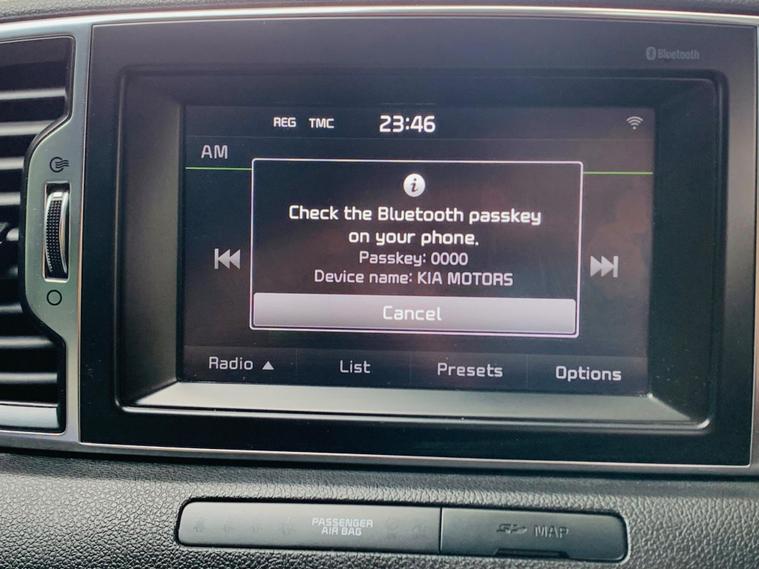 Bluetooth
REG TMC 23:46
AM
i
Check the Bluetooth passkey
on your phone.
Passkey: 0000
Device name: KIA MOTORS
Cancel
Radio ▲ List Presets Options
PASSENGER
AIR BAG
MAP